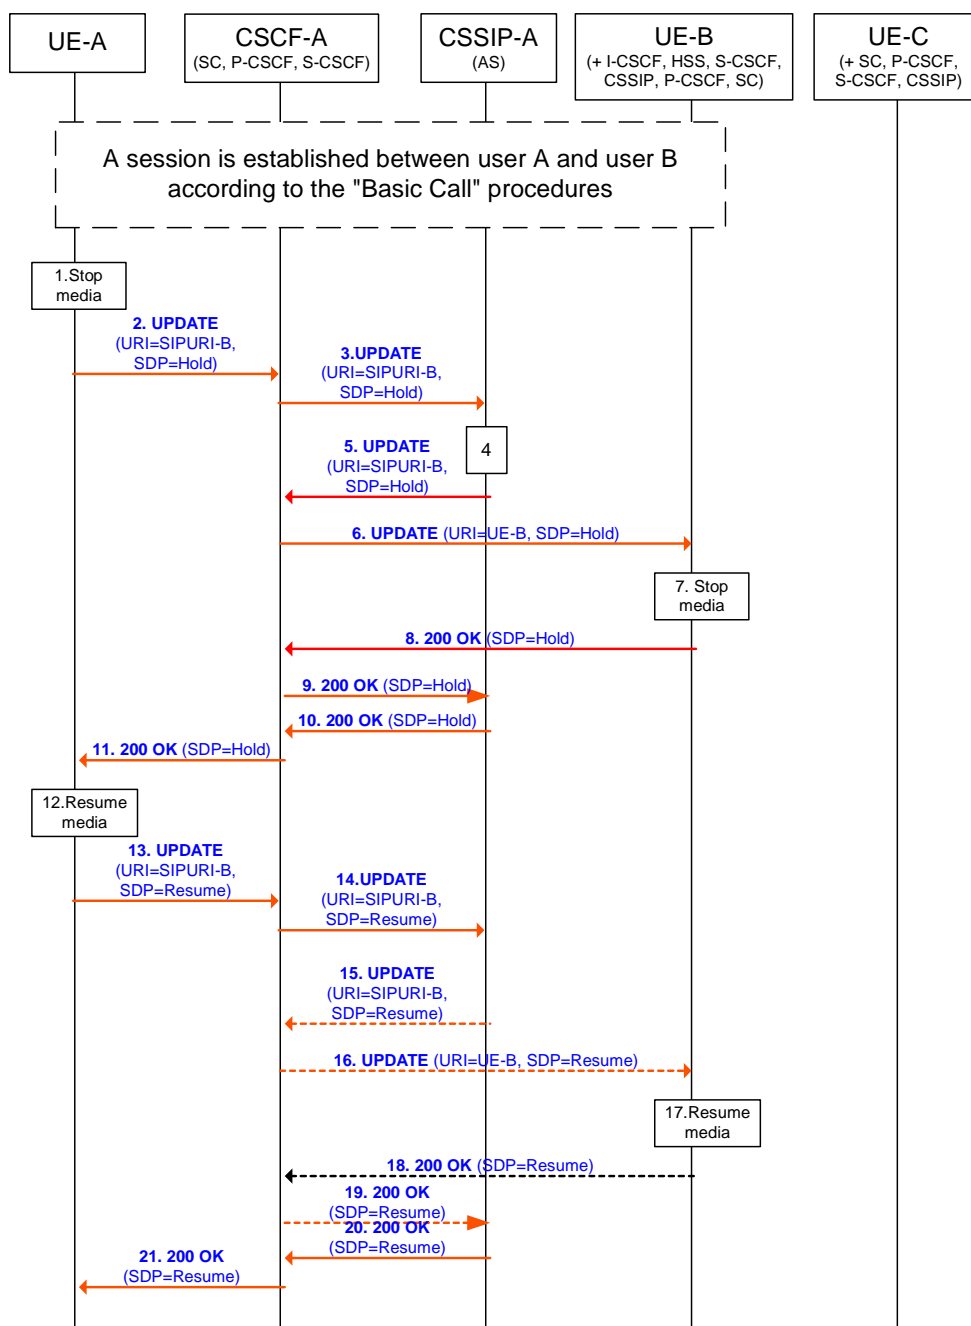 UE-A
CSCF-A
(SC, P-CSCF, S-CSCF)
CSSIP-A
(AS)
UE-B
(+ I-CSCF, HSS, S-CSCF,
CSSIP, P-CSCF, SC)
UE-C
(+ SC, P-CSCF,
S-CSCF, CSSIP)
A session is established between user A and user B
according to the "Basic Call" procedures
1.Stop
media
2. UPDATE
(URI=SIPURI-B,
SDP=Hold)
3.UPDATE
(URI=SIPURI-B,
SDP=Hold)
4
5. UPDATE
(URI=SIPURI-B,
SDP=Hold)
6. UPDATE (URI=UE-B, SDP=Hold)
7. Stop
media
8. 200 OK (SDP=Hold)
9. 200 OK (SDP=Hold)
10. 200 OK (SDP=Hold)
11. 200 OK (SDP=Hold)
12.Resume
media
13. UPDATE
(URI=SIPURI-B,
SDP=Resume)
14.UPDATE
(URI=SIPURI-B,
SDP=Resume)
15. UPDATE
(URI=SIPURI-B,
SDP=Resume)
16. UPDATE (URI=UE-B, SDP=Resume)
17.Resume
media
18. 200 OK (SDP=Resume)
19. 200 OK
(SDP=Resume)
20. 200 OK
(SDP=Resume)
21. 200 OK
(SDP=Resume)